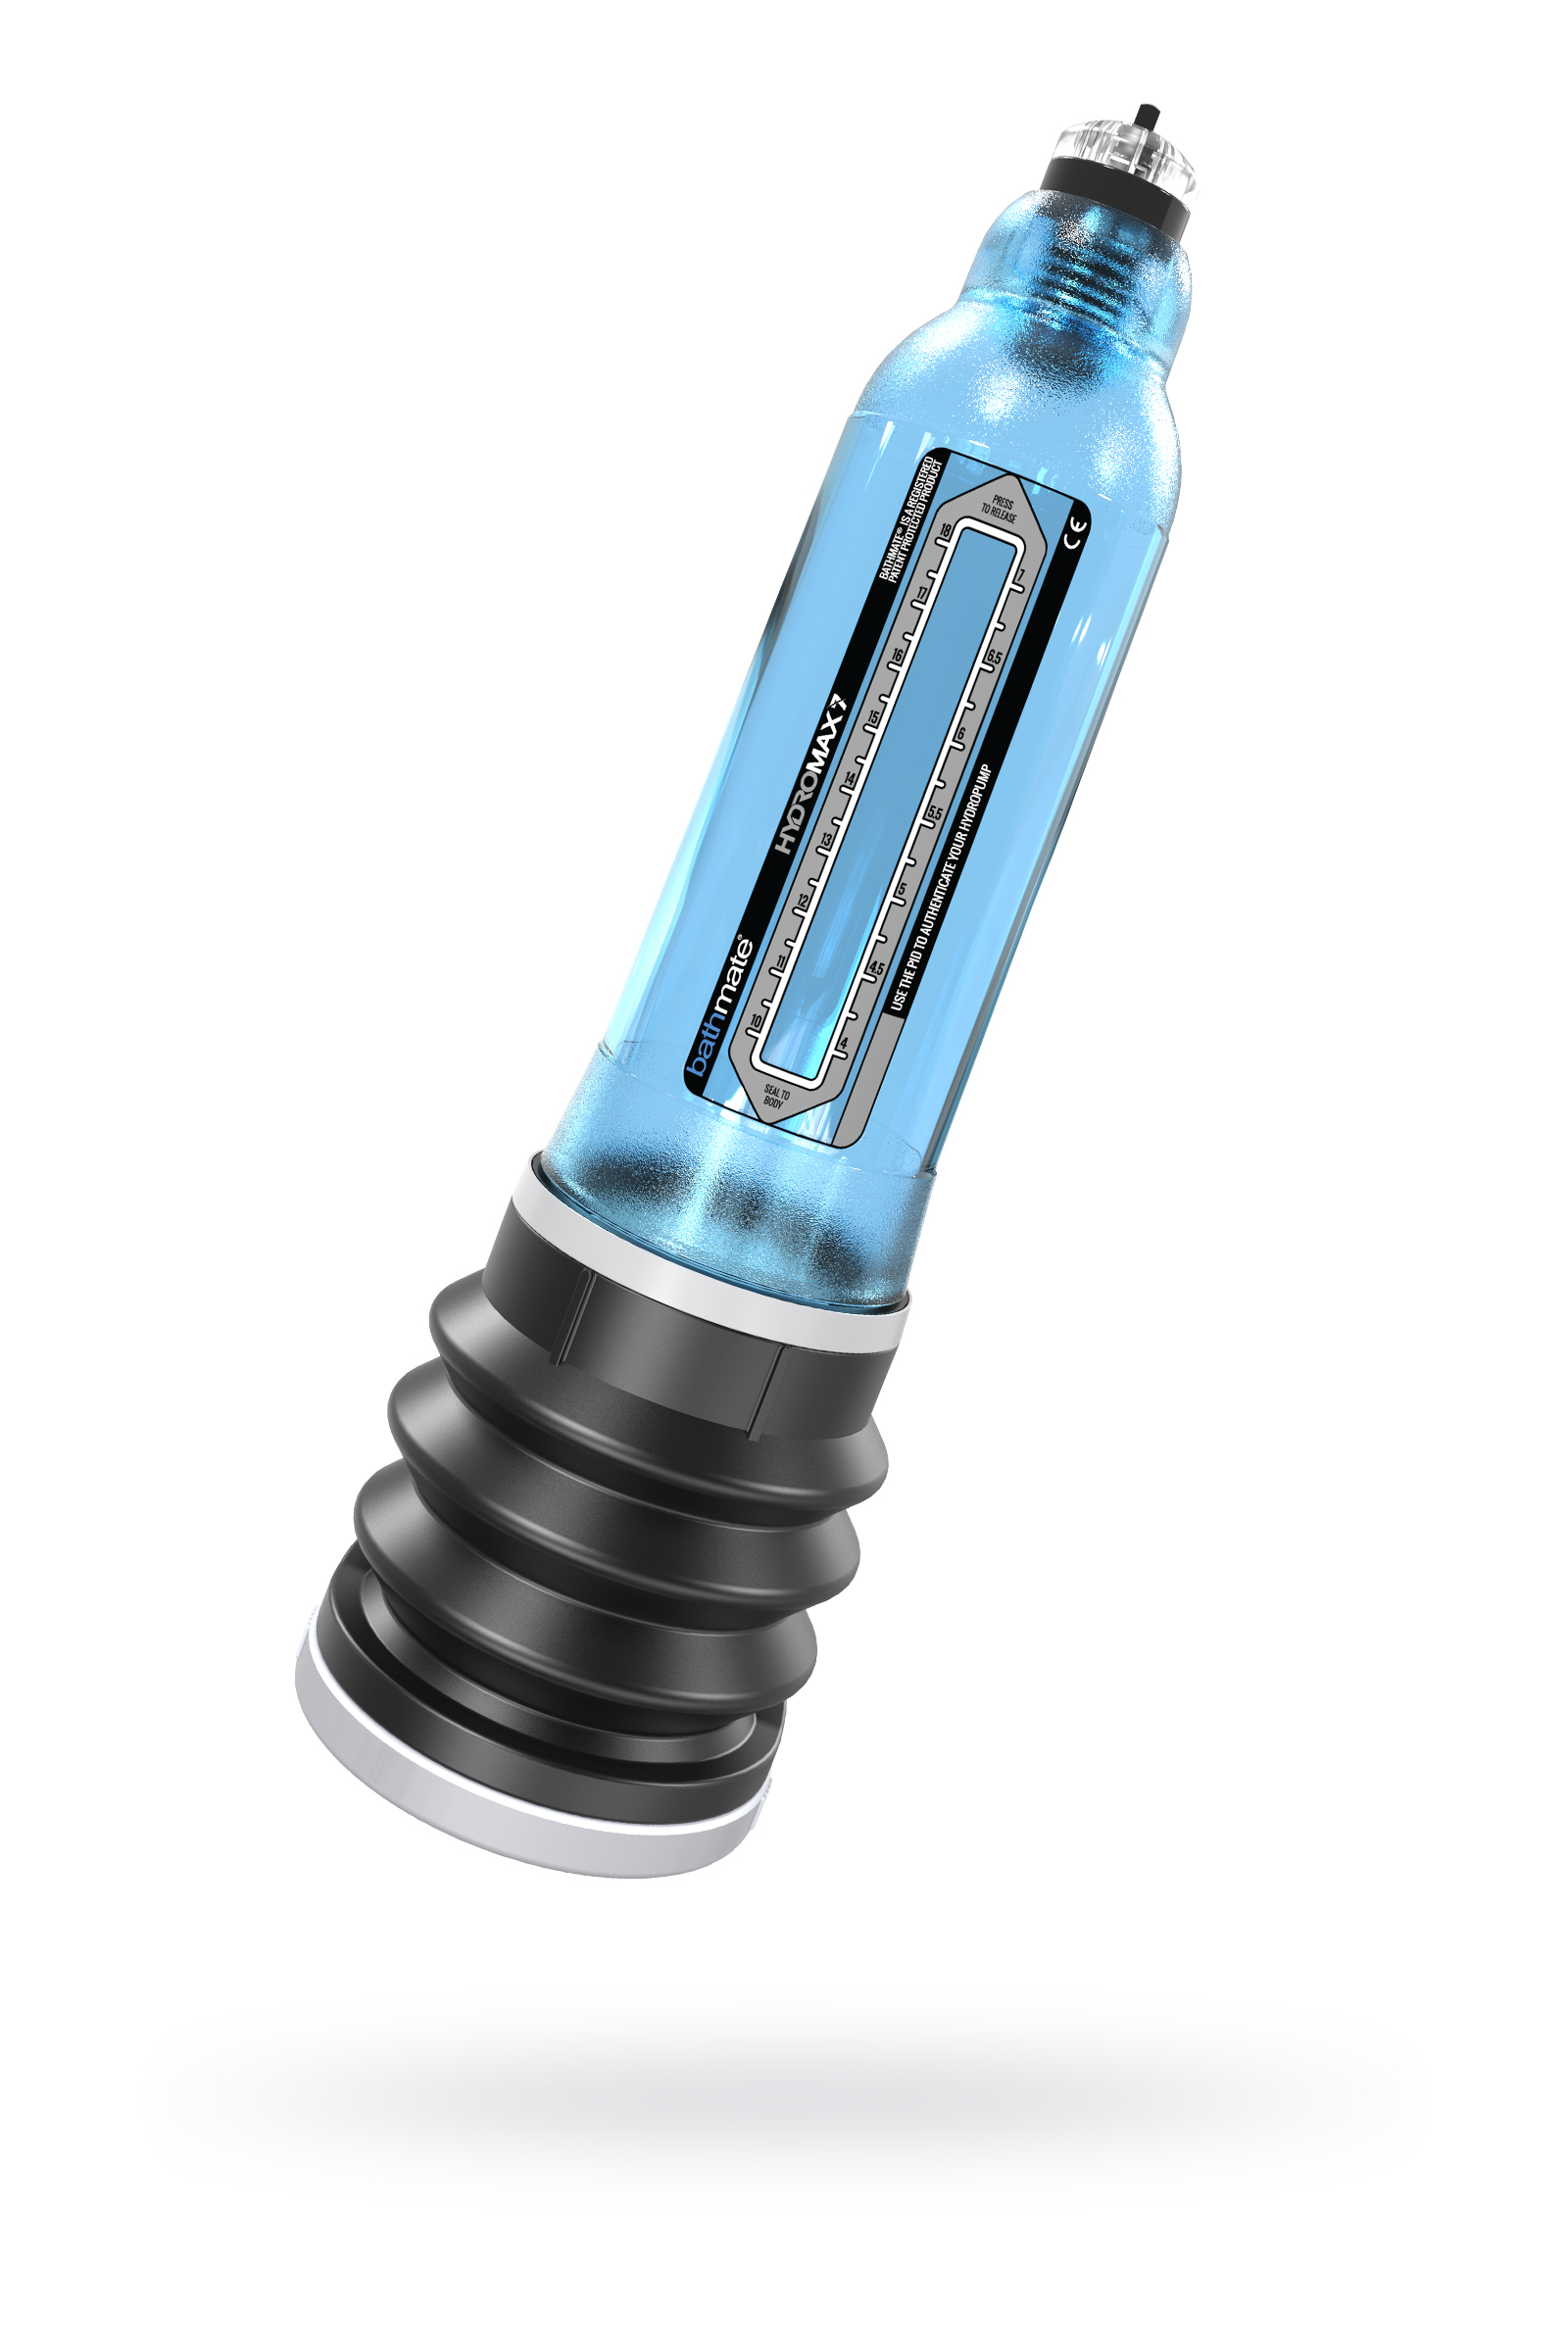 BATHMATE® IS A REGISTERED
PATENT PROTECTED PRODUCT
HYDROMAX7
bathmate®
PRESS
TO RELEASE
CE
18
17
16
15
14
13
12
11
10
7
6.5
6
5.5
5
4.5
4
SEAL TO
BODY
USE THE PID TO AUTHENTICATE YOUR HYDROPUMP